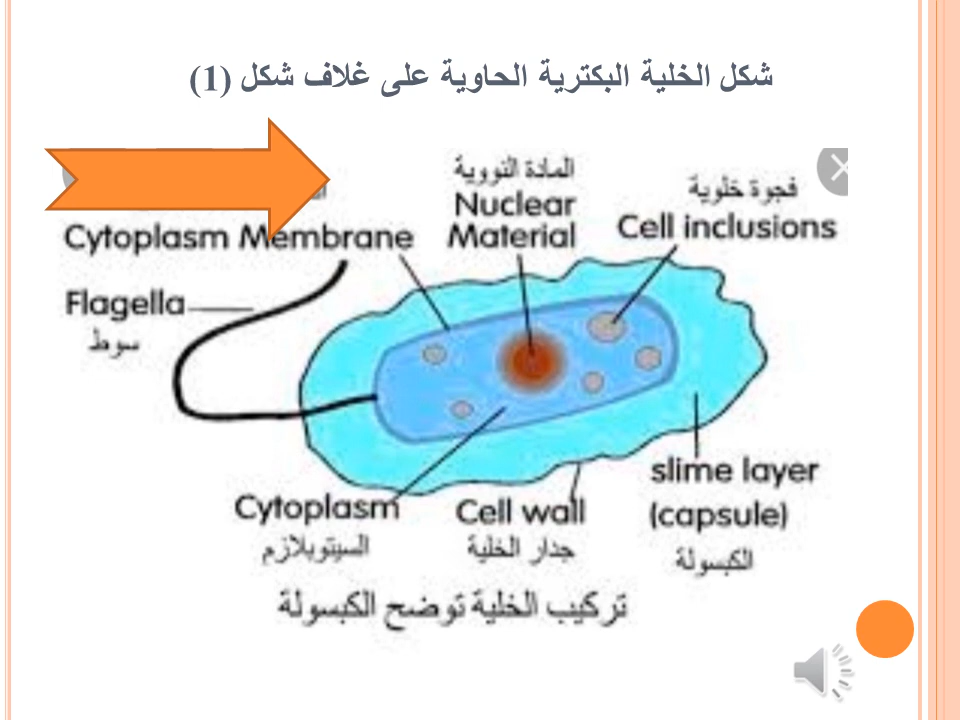 شكل الخلية البكترية الحاوية على غلاف شكل (1)
المادة النووية
Nuclear
Material
فجوة خلوية
Cell inclusions
Cytoplasm Membrane
Flagella
سوط
Cytoplasm
السيتوبلازم
Cell wall
جدار الخلية
slime layer
(capsule)
الكبسولة
تركيب الخلية توضح الكبسولة